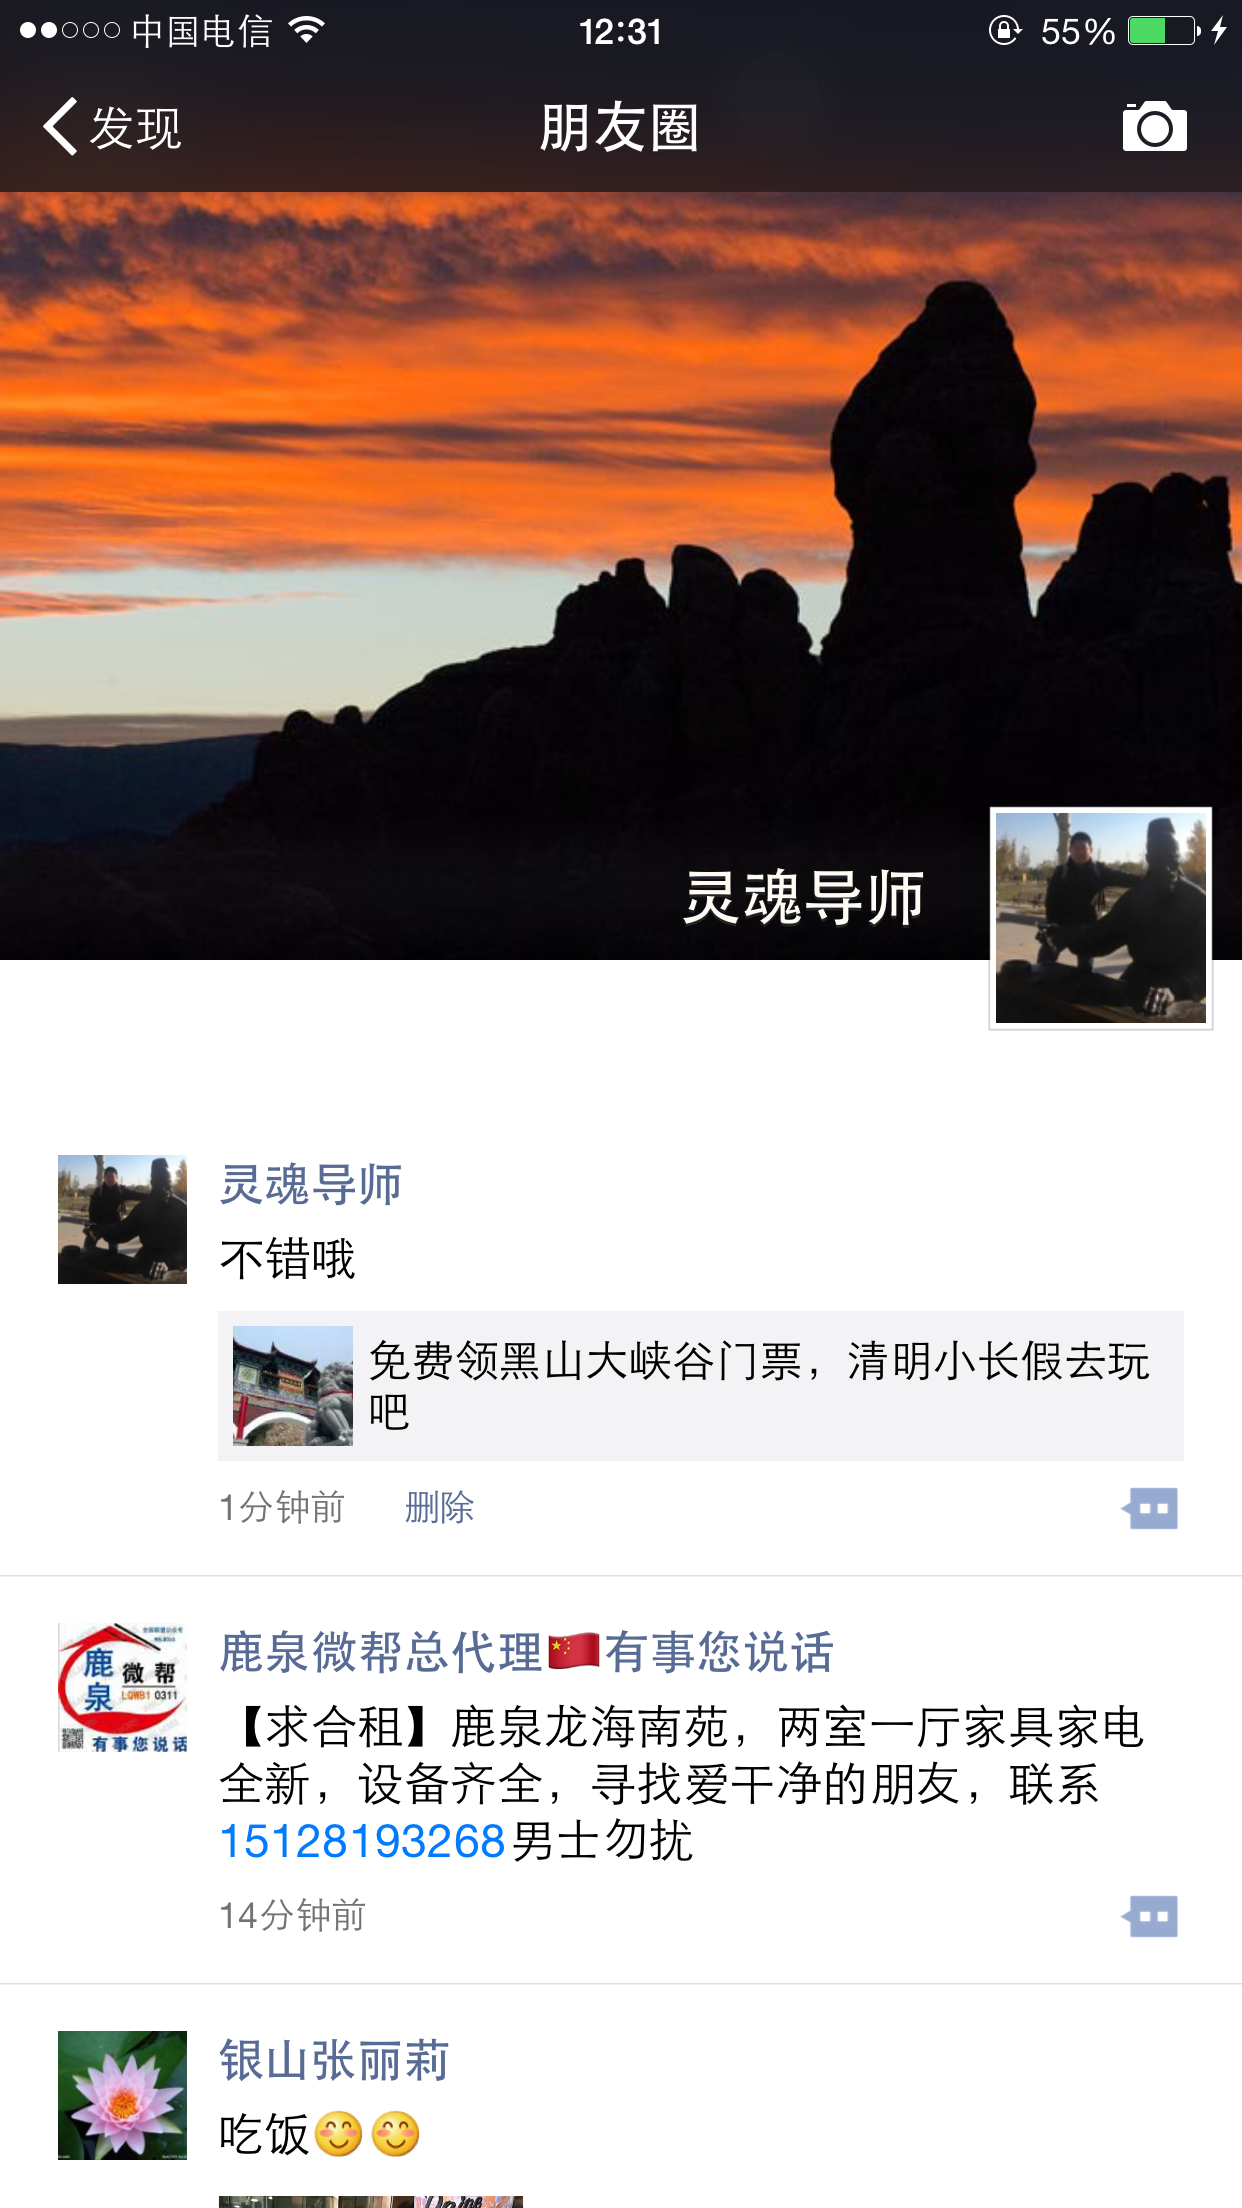 中国电信
12:31
55%
发现
朋友圈
灵魂导师
灵魂导师
不错哦
免费领黑山大峡谷门票，清明小长假去玩
吧
1分钟前 删除
鹿泉微帮总代理🇨🇳有事您说话
鹿泉
微帮
LQWB1 0311
有事您说话
【求合租】鹿泉龙海南苑，两室一厅家具家电
全新，设备齐全，寻找爱干净的朋友，联系
15128193268男士勿扰
14分钟前
银山张丽莉
吃饭😊😊